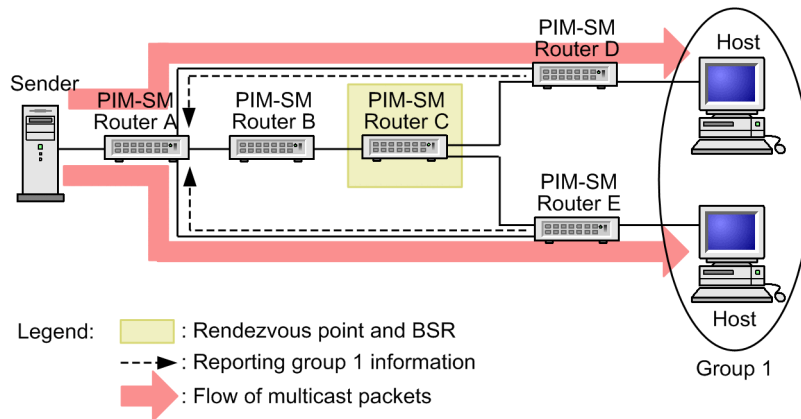 PIM-SM
Router D
Host
Sender
PIM-SM
Router A
PIM-SM
Router B
PIM-SM
Router C
PIM-SM
Router E
Host
Group 1
Legend:
: Rendezvous point and BSR
: Reporting group 1 information
: Flow of multicast packets